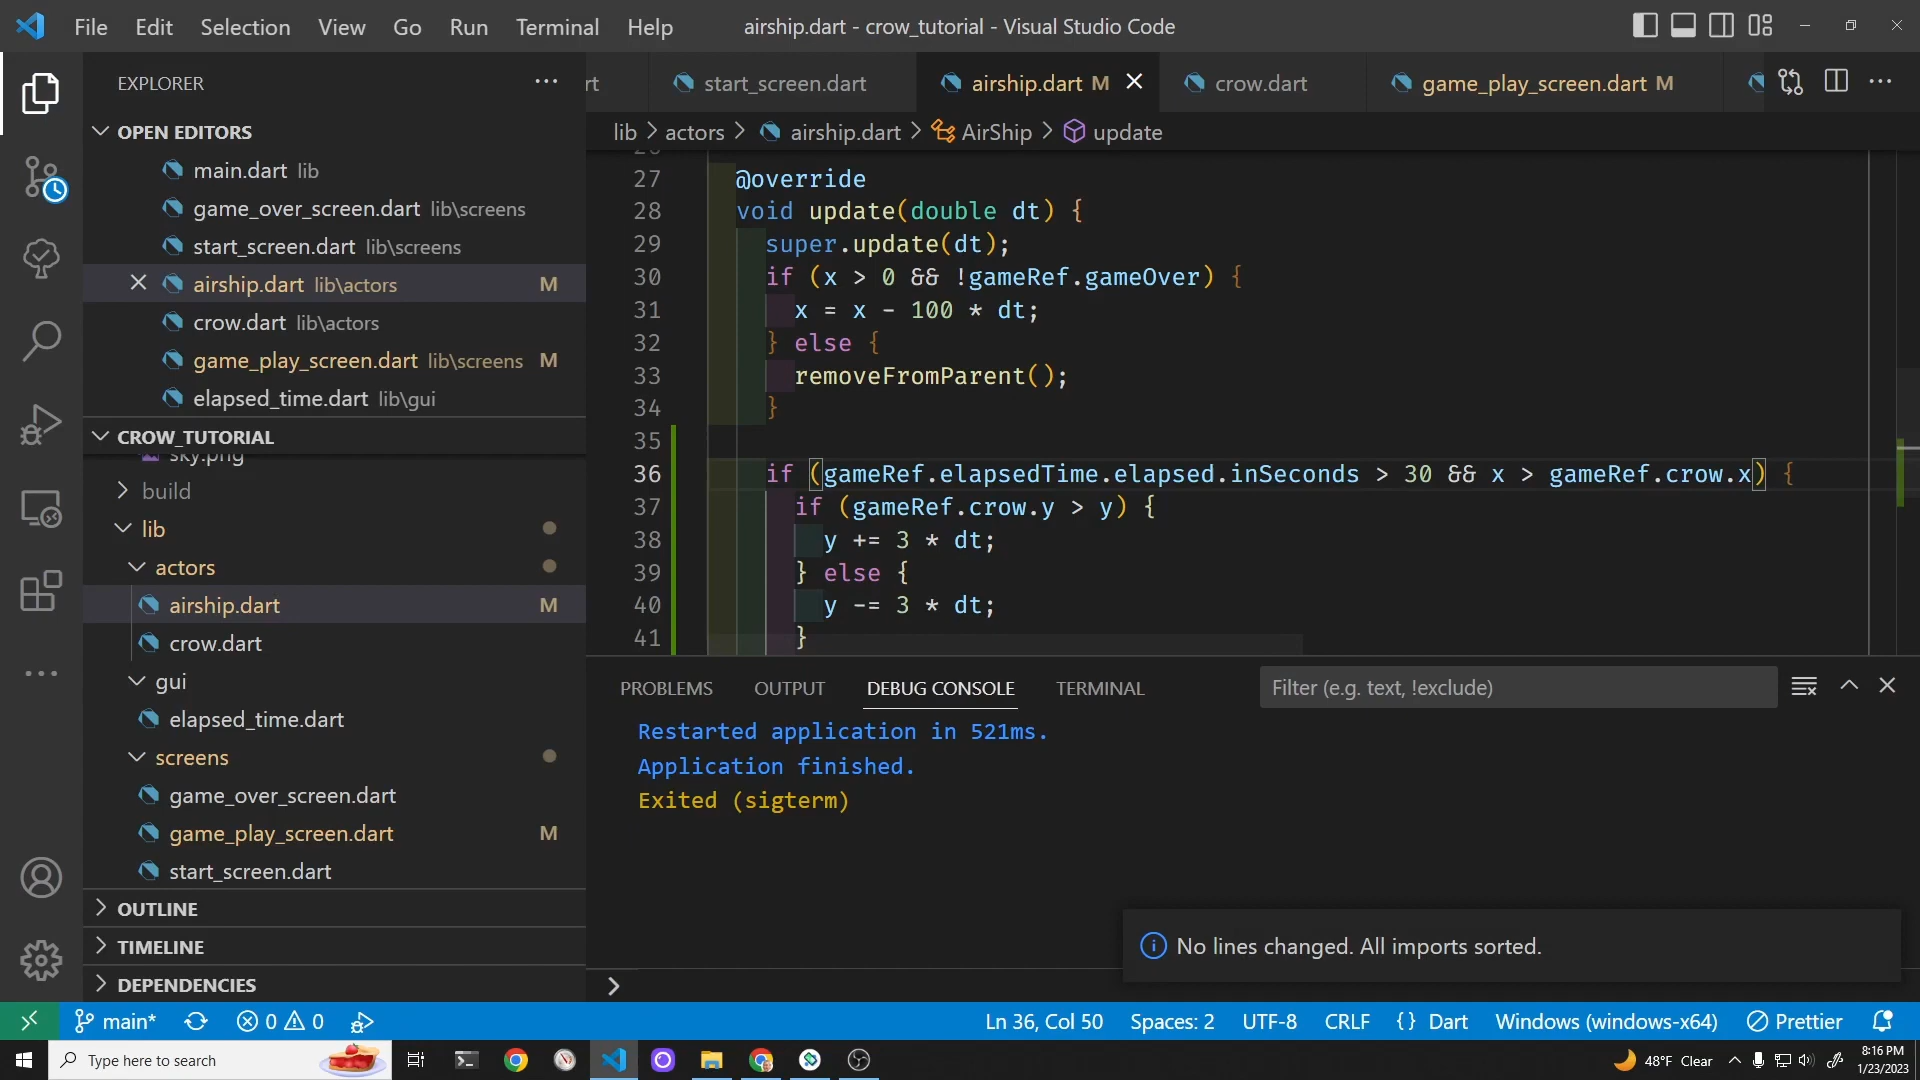 File Edit Selection View Go Run Terminal Help
airship.dart - crow_tutorial - Visual Studio Code
EXPLORER
OPEN EDITORS
main.dart lib
game_over_screen.dart lib\screens
start_screen.dart lib\screens
airship.dart lib\actors M
crow.dart lib\actors
game_play_screen.dart lib\screens M
elapsed_time.dart lib\gui
CROW_TUTORIAL
sky.png
build
lib
actors
airship.dart M
crow.dart
gui
elapsed_time.dart
screens
game_over_screen.dart
game_play_screen.dart M
start_screen.dart
OUTLINE
TIMELINE
DEPENDENCIES
rt start_screen.dart airship.dart M crow.dart game_play_screen.dart M
lib > actors > airship.dart > AirShip > update
26
27 @override
28 void update(double dt) {
29 super.update(dt);
30 if (x > 0 && !gameRef.gameOver) {
31 x = x - 100 * dt;
32 } else {
33 removeFromParent();
34 }
35
36 if (gameRef.elapsedTime.elapsed.inSeconds > 30 && x > gameRef.crow.x) {
37 if (gameRef.crow.y > y) {
38 y += 3 * dt;
39 } else {
40 y -= 3 * dt;
41 }
PROBLEMS OUTPUT DEBUG CONSOLE TERMINAL Filter (e.g. text, !exclude)
Restarted application in 521ms.
Application finished.
Exited (sigterm)
No lines changed. All imports sorted.
main* 0 0 Ln 36, Col 50 Spaces: 2 UTF-8 CRLF {} Dart Windows (windows-x64) Prettier
Type here to search 48°F Clear 8:16 PM
1/23/2023